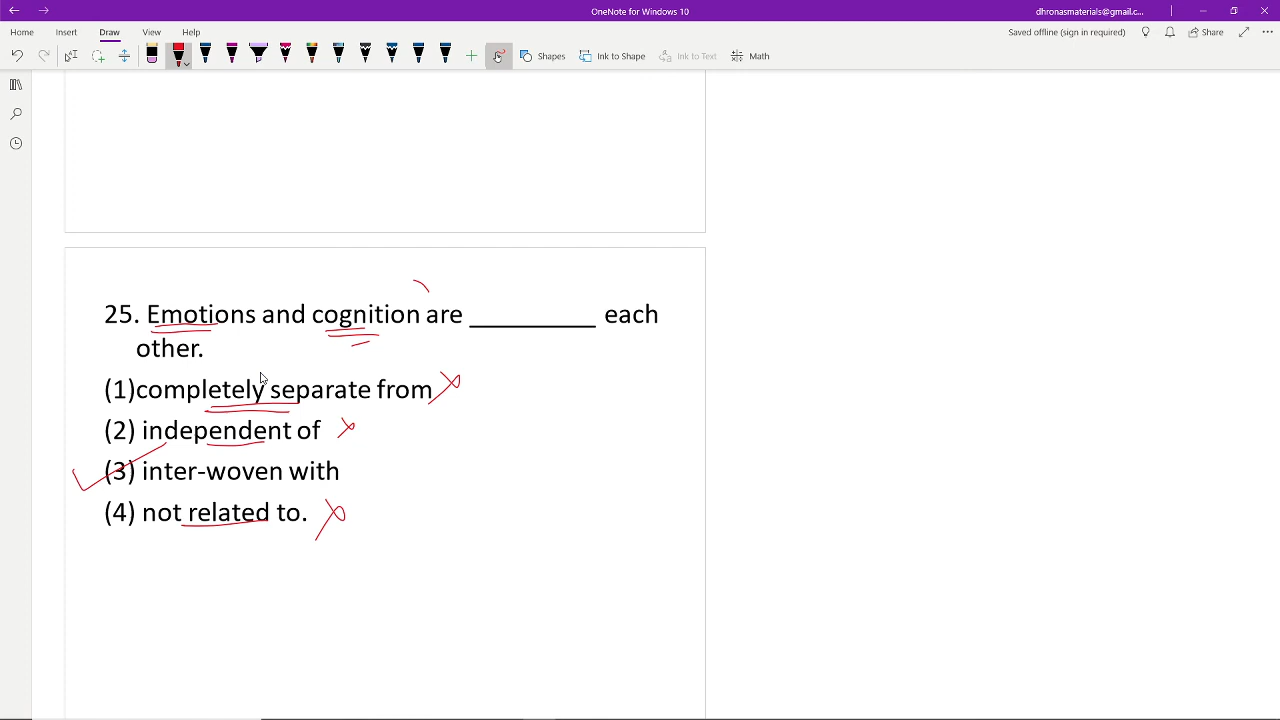 OneNote for Windows 10
dhronasmaterials@gmail.c...
Home Insert Draw View Help
Saved offline (sign in required)
Share
Shapes
Ink to Shape
Ink to Text
Math
25. Emotions and cognition are __________ each
other.
(1)completely separate from
(2) independent of
(3) inter-woven with
(4) not related to.